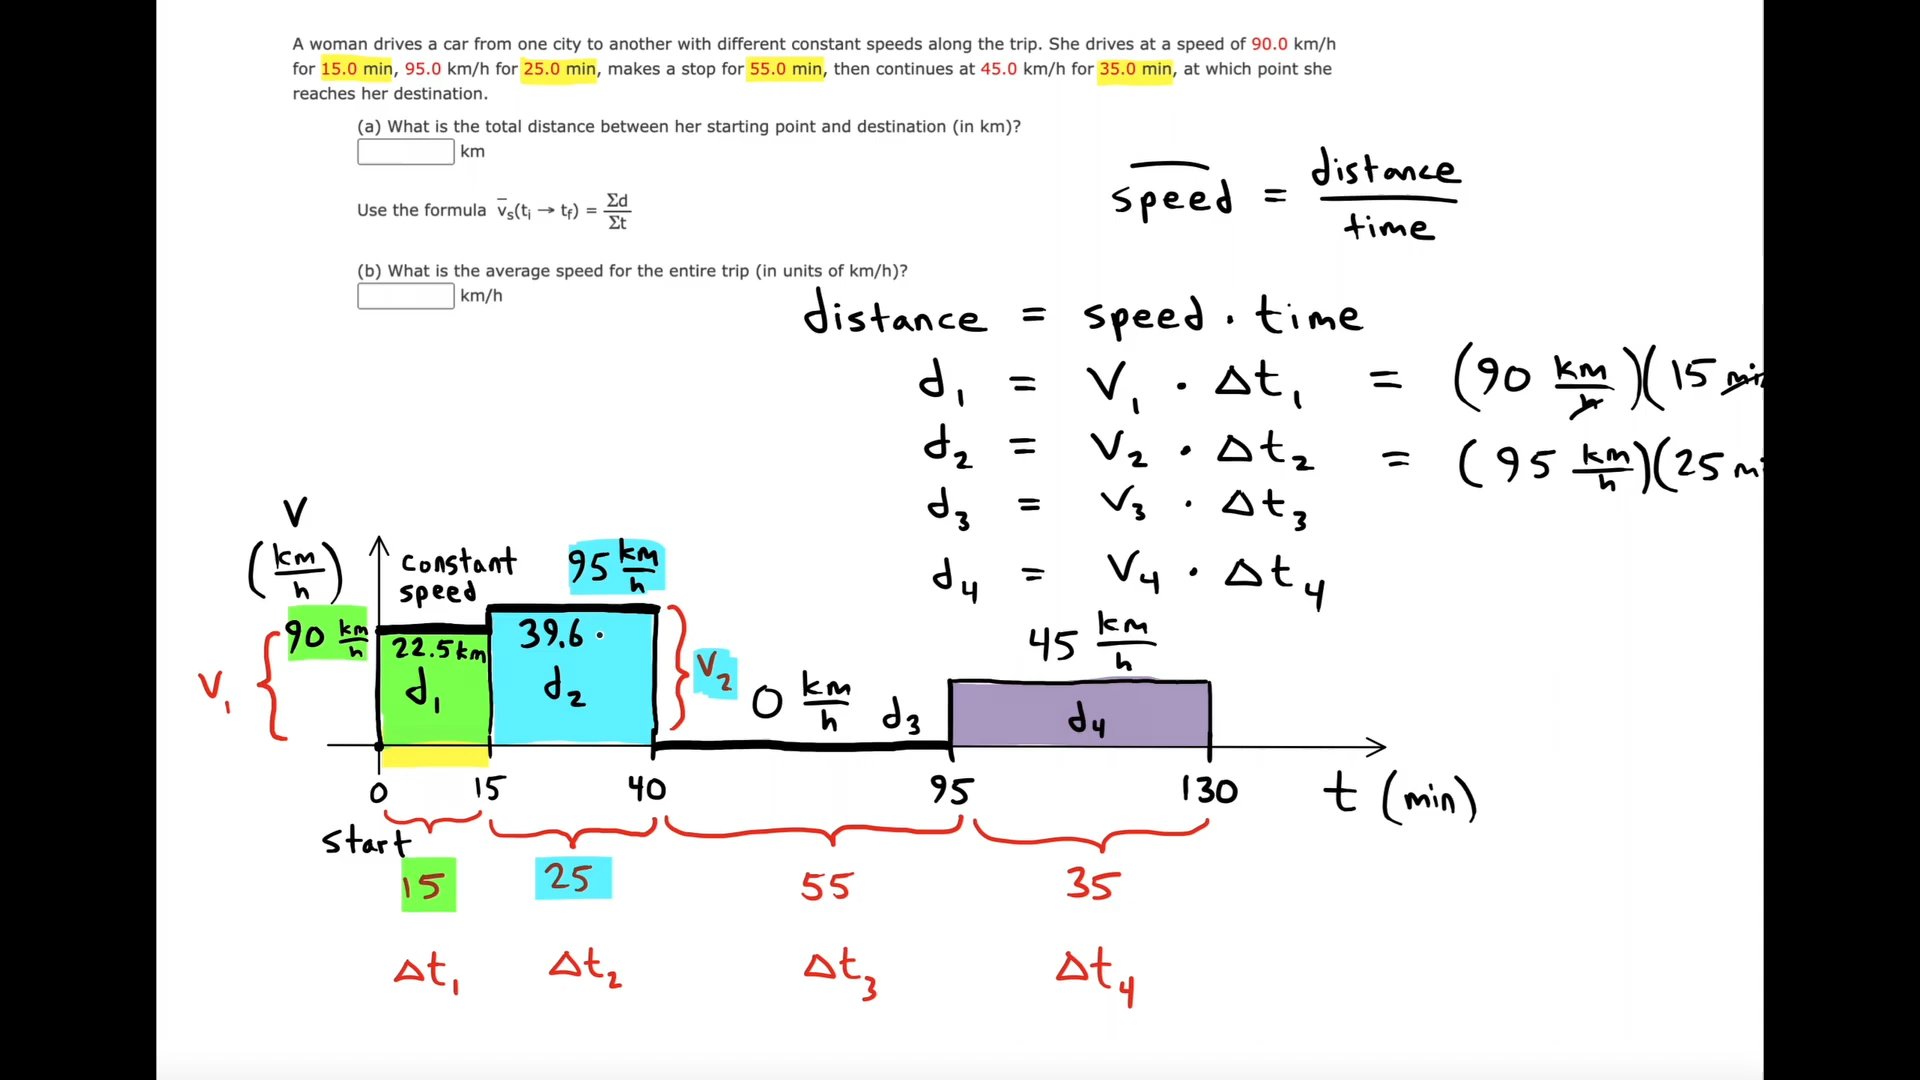 A woman drives a car from one city to another with different constant speeds along the trip. She drives at a speed of 90.0 km/h
for 15.0 min, 95.0 km/h for 25.0 min, makes a stop for 55.0 min, then continues at 45.0 km/h for 35.0 min, at which point she
reaches her destination.
(a) What is the total distance between her starting point and destination (in km)?
km
Use the formula v̄s(ti → tf) = Σd/Σt
(b) What is the average speed for the entire trip (in units of km/h)?
km/h
speed = distance/time
distance = speed · time
d1 = V1 · Δt1 = (90 km/h)(15 min
d2 = V2 · Δt2 = (95 km/h)(25 mi
d3 = V3 · Δt3
d4 = V4 · Δt4
V
(km/h)
constant
speed
95 km/h
90 km/h
22.5 km
39.6
45 km/h
V1
d1
d2
V2
0 km/h
d3
d4
0 15 40 95 130 t (min)
start
15 25 55 35
Δt1 Δt2 Δt3 Δt4